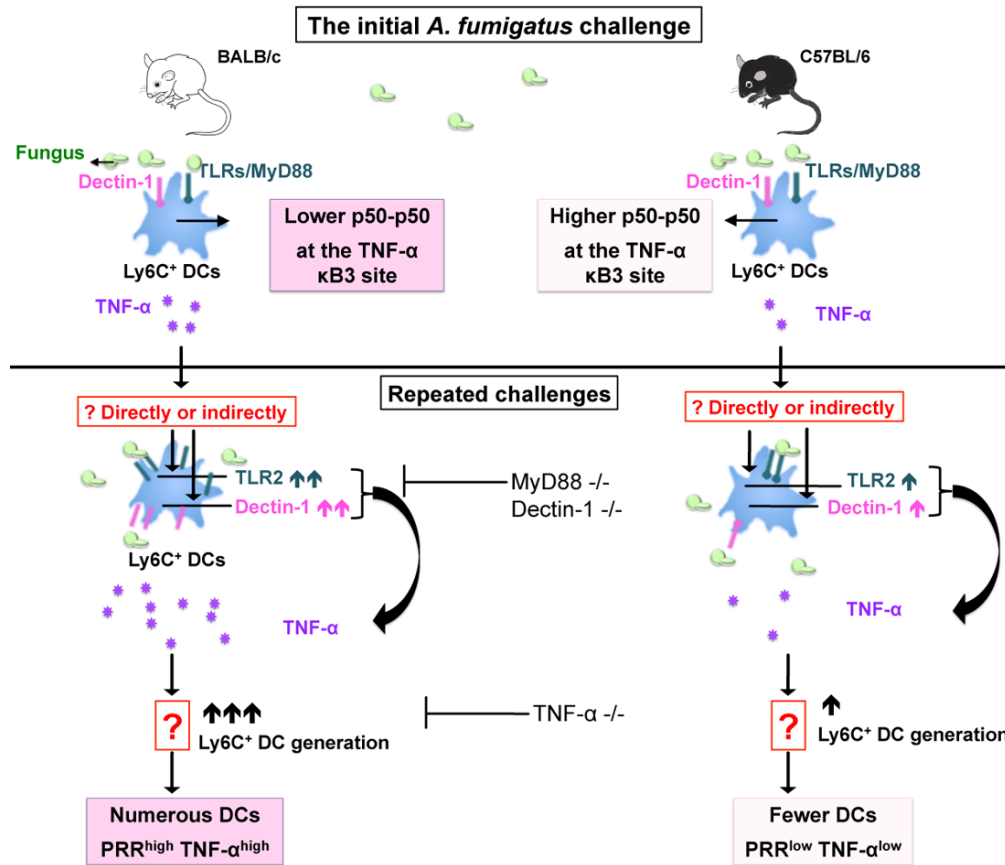 The initial A. fumigatus challenge
BALB/c
C57BL/6
Fungus
Dectin-1
TLRs/MyD88
Ly6C⁺ DCs
Lower p50-p50
at the TNF-α
κB3 site
Higher p50-p50
at the TNF-α
κB3 site
Dectin-1
TLRs/MyD88
Ly6C⁺ DCs
TNF-α
TNF-α
Repeated challenges
? Directly or indirectly
? Directly or indirectly
TLR2
Dectin-1
Ly6C⁺ DCs
MyD88 -/-
Dectin-1 -/-
TLR2
Dectin-1
TNF-α
TNF-α
?
Ly6C⁺ DC generation
TNF-α -/-
?
Ly6C⁺ DC generation
Numerous DCs
PRRʰⁱᵍʰ TNF-αʰⁱᵍʰ
Fewer DCs
PRRˡᵒʷ TNF-αˡᵒʷ